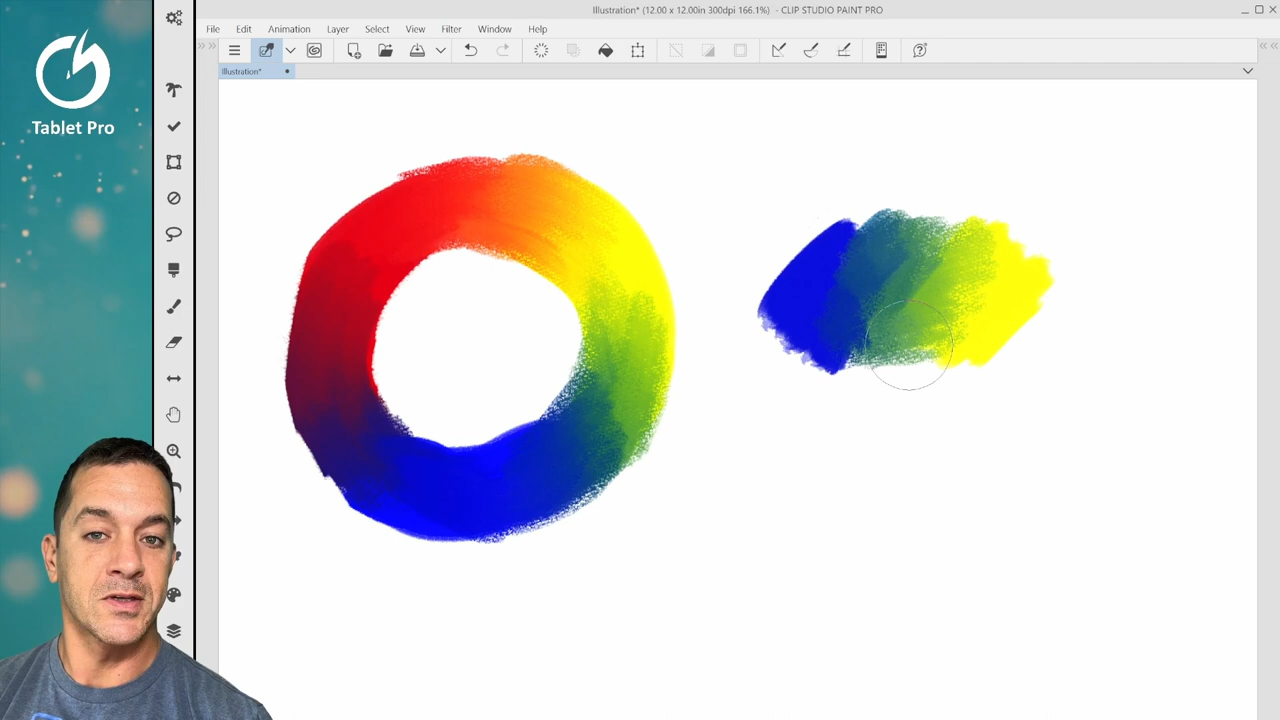 Illustration* (12.00 x 12.00in 300dpi 166.1%) - CLIP STUDIO PAINT PRO
File Edit Animation Layer Select View Filter Window Help
Illustration*
Tablet Pro